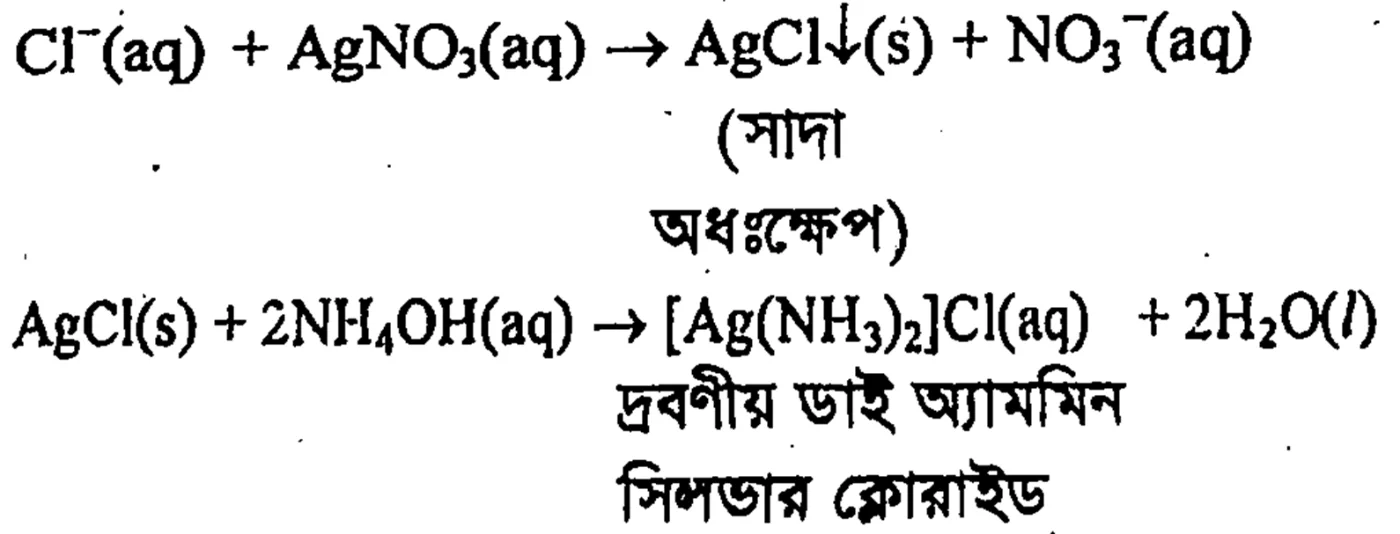 Cl⁻(aq) + AgNO₃(aq) → AgCl↓(s) + NO₃⁻(aq)
(সাদা
অধঃক্ষেপ)
AgCl(s) + 2NH₄OH(aq) → [Ag(NH₃)₂]Cl(aq) + 2H₂O(l)
দ্রবণীয় ডাই অ্যামমিন
সিলভার ক্লোরাইড